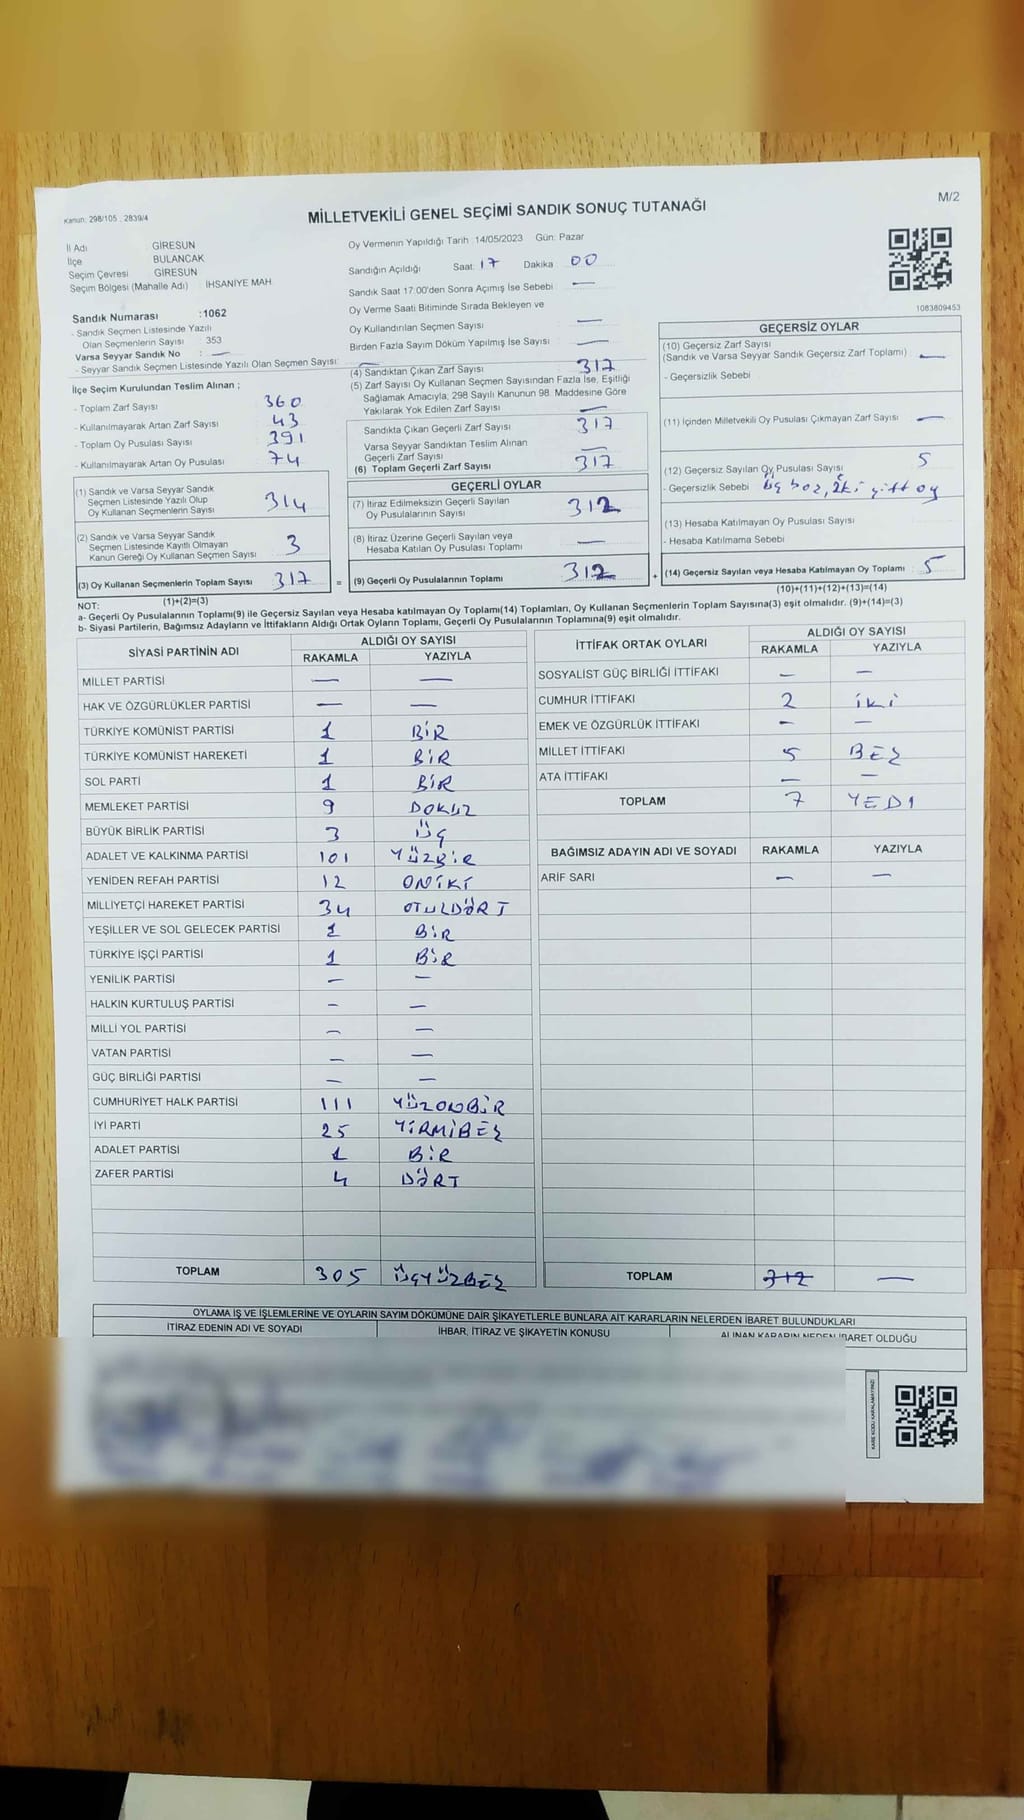 M/2
Kanun: 298/105 , 2839/4
MİLLETVEKİLİ GENEL SEÇİMİ SANDIK SONUÇ TUTANAĞI
İl Adı GİRESUN
İlçe BULANCAK
Seçim Çevresi GİRESUN
Seçim Bölgesi (Mahalle Adı) İHSANİYE MAH.
Sandık Numarası :1062
- Sandık Seçmen Listesinde Yazılı
Olan Seçmenlerin Sayısı : 353
Varsa Seyyar Sandık No : —
- Seyyar Sandık Seçmen Listesinde Yazılı Olan Seçmen Sayısı: —
Oy Vermenin Yapıldığı Tarih 14/05/2023 Gün: Pazar
Sandığın Açıldığı Saat: 17 Dakika 00
Sandık Saat 17:00'den Sonra Açımış İse Sebebi : —
Oy Verme Saati Bitiminde Sırada Bekleyen ve
Oy Kullandırılan Seçmen Sayısı : —
Birden Fazla Sayım Döküm Yapılmış İse Sayısı : —
1083809453
İlçe Seçim Kurulundan Teslim Alınan ;
- Toplam Zarf Sayısı 360
- Kullanılmayarak Artan Zarf Sayısı 43
- Toplam Oy Pusulası Sayısı 391
- Kullanılmayarak Artan Oy Pusulası 74
(1) Sandık ve Varsa Seyyar Sandık
Seçmen Listesinde Yazılı Olup
Oy Kullanan Seçmenlerin Sayısı 314
(2) Sandık ve Varsa Seyyar Sandık
Seçmen Listesinde Kayıtlı Olmayan
Kanun Gereği Oy Kullanan Seçmen Sayısı 3
(3) Oy Kullanan Seçmenlerin Toplam Sayısı 317 =
(1)+(2)=(3)
(4) Sandıktan Çıkan Zarf Sayısı 317
(5) Zarf Sayısı Oy Kullanan Seçmen Sayısından Fazla İse, Eşitliği
Sağlamak Amacıyla, 298 Sayılı Kanunun 98. Maddesine Göre
Yakılarak Yok Edilen Zarf Sayısı —
Sandıkta Çıkan Geçerli Zarf Sayısı 317
Varsa Seyyar Sandıktan Teslim Alınan
Geçerli Zarf Sayısı —
(6) Toplam Geçerli Zarf Sayısı 317
GEÇERLİ OYLAR
(7) İtiraz Edilmeksizin Geçerli Sayılan
Oy Pusulalarının Sayısı 312
(8) İtiraz Üzerine Geçerli Sayılan veya
Hesaba Katılan Oy Pusulası Toplamı —
(9) Geçerli Oy Pusulalarının Toplamı 312 +
GEÇERSİZ OYLAR
(10) Geçersiz Zarf Sayısı
(Sandık ve Varsa Seyyar Sandık Geçersiz Zarf Toplamı) : —
- Geçersizlik Sebebi
(11) İçinden Milletvekili Oy Pusulası Çıkmayan Zarf Sayısı —
(12) Geçersiz Sayılan Oy Pusulası Sayısı 5
- Geçersizlik Sebebi Üç boz, iki çift oy
(13) Hesaba Katılmayan Oy Pusulası Sayısı
- Hesaba Katılmama Sebebi
(14) Geçersiz Sayılan veya Hesaba Katılmayan Oy Toplamı : 5
(10)+(11)+(12)+(13)=(14)
NOT:
a- Geçerli Oy Pusulalarının Toplamı(9) ile Geçersiz Sayılan veya Hesaba katılmayan Oy Toplamı(14) Toplamları, Oy Kullanan Seçmenlerin Toplam Sayısına(3) eşit olmalıdır. (9)+(14)=(3)
b- Siyasi Partilerin, Bağımsız Adayların ve İttifakların Aldığı Ortak Oyların Toplamı, Geçerli Oy Pusulalarının Toplamına(9) eşit olmalıdır.
SİYASİ PARTİNİN ADI ALDIĞI OY SAYISI
RAKAMLA YAZIYLA
MİLLET PARTİSİ — —
HAK VE ÖZGÜRLÜKLER PARTİSİ — —
TÜRKİYE KOMÜNİST PARTİSİ 1 BİR
TÜRKİYE KOMÜNİST HAREKETİ 1 BİR
SOL PARTİ 1 BİR
MEMLEKET PARTİSİ 9 DOKUZ
BÜYÜK BİRLİK PARTİSİ 3 ÜÇ
ADALET VE KALKINMA PARTİSİ 101 YÜZBİR
YENİDEN REFAH PARTİSİ 12 ONİKİ
MİLLİYETÇİ HAREKET PARTİSİ 34 OTUZDÖRT
YEŞİLLER VE SOL GELECEK PARTİSİ 1 BİR
TÜRKİYE İŞÇİ PARTİSİ 1 BİR
YENİLİK PARTİSİ — —
HALKIN KURTULUŞ PARTİSİ — —
MİLLİ YOL PARTİSİ — —
VATAN PARTİSİ — —
GÜÇ BİRLİĞİ PARTİSİ — —
CUMHURİYET HALK PARTİSİ 111 YÜZONBİR
İYİ PARTİ 25 YİRMİBEŞ
ADALET PARTİSİ 1 BİR
ZAFER PARTİSİ 4 DÖRT
TOPLAM 305 ÜÇYÜZBEŞ
İTTİFAK ORTAK OYLARI ALDIĞI OY SAYISI
RAKAMLA YAZIYLA
SOSYALİST GÜÇ BİRLİĞİ İTTİFAKI — —
CUMHUR İTTİFAKI 2 İKİ
EMEK VE ÖZGÜRLÜK İTTİFAKI — —
MİLLET İTTİFAKI 5 BEŞ
ATA İTTİFAKI — —
TOPLAM 7 YEDI
BAĞIMSIZ ADAYIN ADI VE SOYADI RAKAMLA YAZIYLA
ARİF SARI — —
TOPLAM 312 —
OYLAMA İŞ VE İŞLEMLERİNE VE OYLARIN SAYIM DÖKÜMÜNE DAİR ŞİKAYETLERLE BUNLARA AİT KARARLARIN NELERDEN İBARET BULUNDUKLARI
İTİRAZ EDENİN ADI VE SOYADI İHBAR, İTİRAZ VE ŞİKAYETİN KONUSU ALINAN KARARIN NEDEN İBARET OLDUĞU
KARE KODU KARALAMAYINIZ!